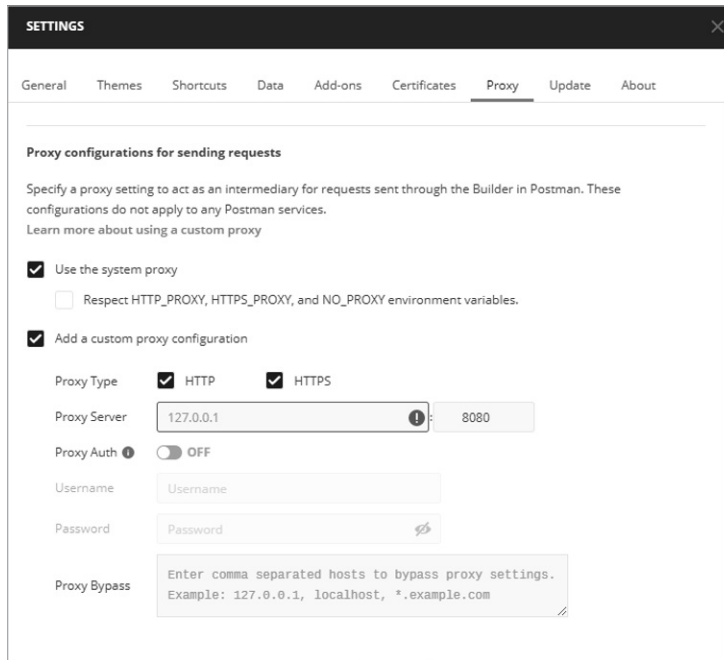 SETTINGS
General Themes Shortcuts Data Add-ons Certificates Proxy Update About
Proxy configurations for sending requests
Specify a proxy setting to act as an intermediary for requests sent through the Builder in Postman. These
configurations do not apply to any Postman services.
Learn more about using a custom proxy
Use the system proxy
Respect HTTP_PROXY, HTTPS_PROXY, and NO_PROXY environment variables.
Add a custom proxy configuration
Proxy Type HTTP HTTPS
Proxy Server 127.0.0.1 : 8080
Proxy Auth OFF
Username Username
Password Password
Proxy Bypass
Enter comma separated hosts to bypass proxy settings.
Example: 127.0.0.1, localhost, *.example.com